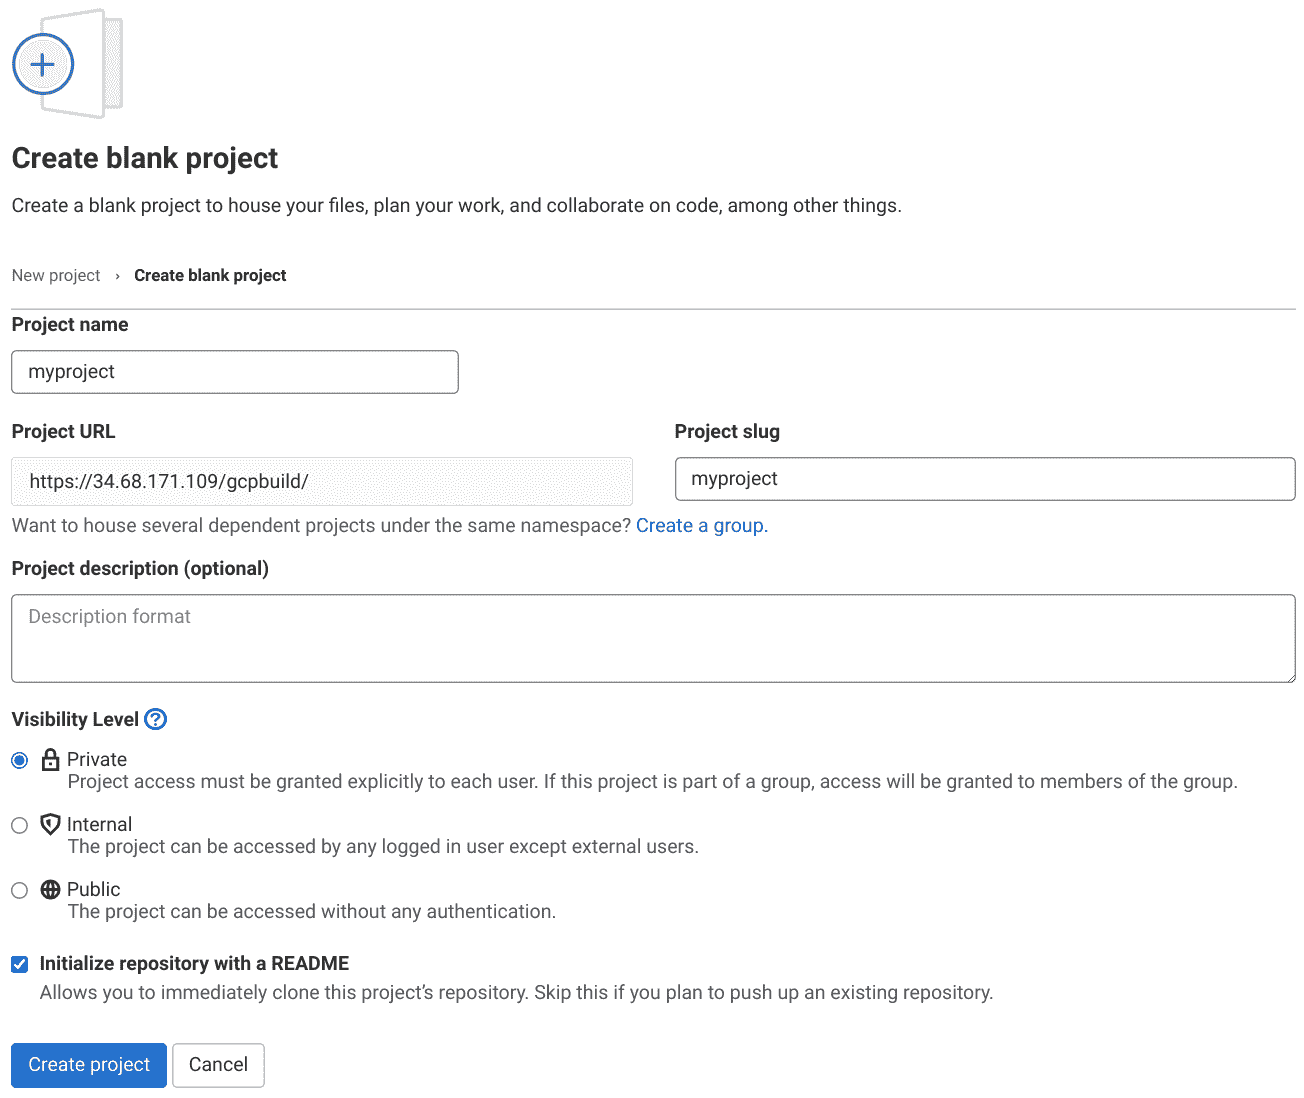 Create blank project
Create a blank project to house your files, plan your work, and collaborate on code, among other things.
New project › Create blank project
Project name
myproject
Project URL
Project slug
https://34.68.171.109/gcpbuild/
myproject
Want to house several dependent projects under the same namespace? Create a group.
Project description (optional)
Description format
Visibility Level
Private
Project access must be granted explicitly to each user. If this project is part of a group, access will be granted to members of the group.
Internal
The project can be accessed by any logged in user except external users.
Public
The project can be accessed without any authentication.
Initialize repository with a README
Allows you to immediately clone this project's repository. Skip this if you plan to push up an existing repository.
Create project
Cancel